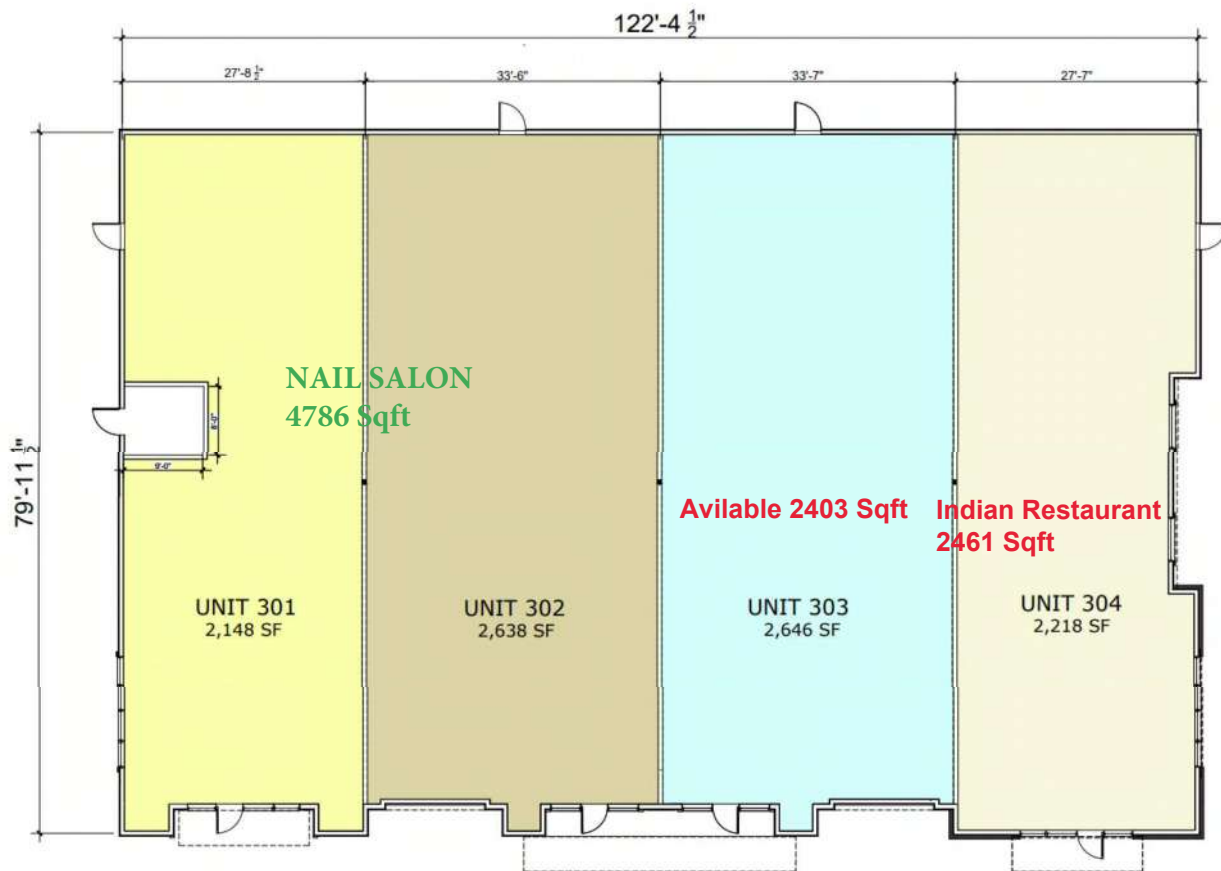 122'-4 1/2"
27'-8 1/2"
33'-6"
33'-7"
27'-7"
79'-11 1/2"
NAIL SALON
4786 Sqft
8'-0"
9'-0"
Avilable 2403 Sqft
Indian Restaurant
2461 Sqft
UNIT 301
2,148 SF
UNIT 302
2,638 SF
UNIT 303
2,646 SF
UNIT 304
2,218 SF